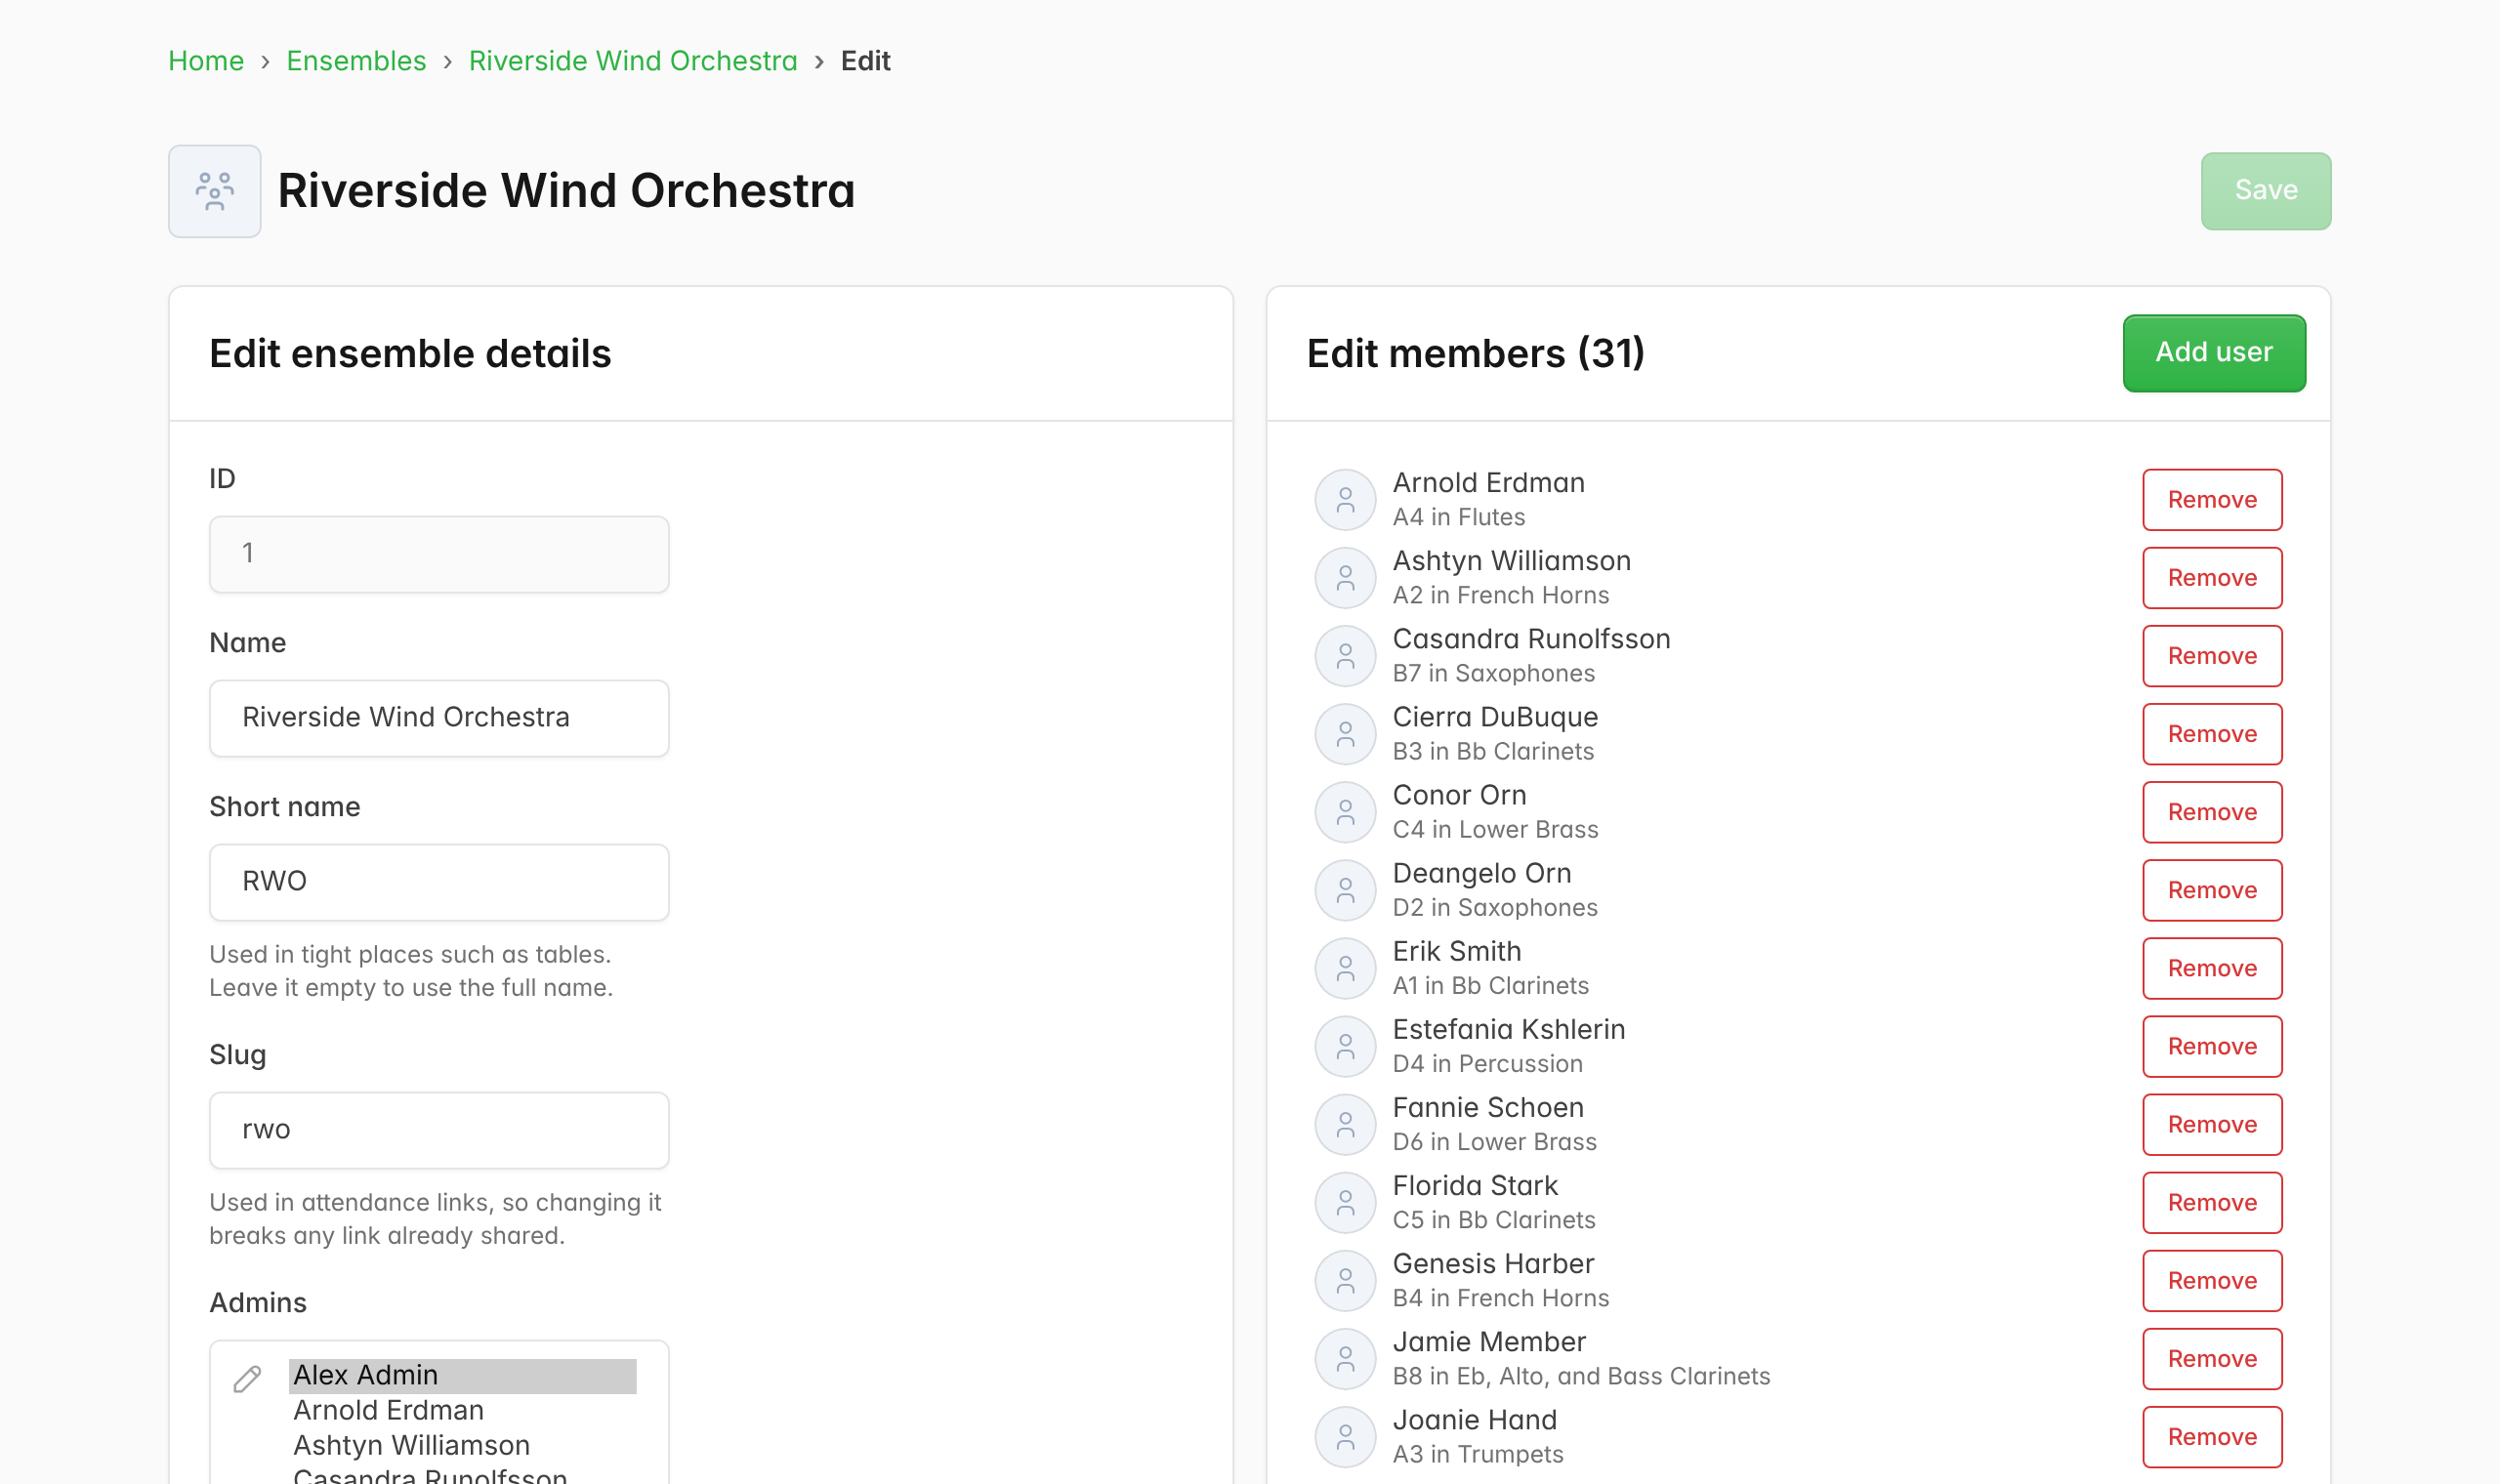 Home › Ensembles › Riverside Wind Orchestra › Edit
Riverside Wind Orchestra
Save
Edit ensemble details
ID
1
Name
Riverside Wind Orchestra
Short name
RWO
Used in tight places such as tables.
Leave it empty to use the full name.
Slug
rwo
Used in attendance links, so changing it
breaks any link already shared.
Admins
Alex Admin
Arnold Erdman
Ashtyn Williamson
Casandra Runolfsson
Edit members (31)
Add user
Arnold Erdman
A4 in Flutes
Remove
Ashtyn Williamson
A2 in French Horns
Remove
Casandra Runolfsson
B7 in Saxophones
Remove
Cierra DuBuque
B3 in Bb Clarinets
Remove
Conor Orn
C4 in Lower Brass
Remove
Deangelo Orn
D2 in Saxophones
Remove
Erik Smith
A1 in Bb Clarinets
Remove
Estefania Kshlerin
D4 in Percussion
Remove
Fannie Schoen
D6 in Lower Brass
Remove
Florida Stark
C5 in Bb Clarinets
Remove
Genesis Harber
B4 in French Horns
Remove
Jamie Member
B8 in Eb, Alto, and Bass Clarinets
Remove
Joanie Hand
A3 in Trumpets
Remove